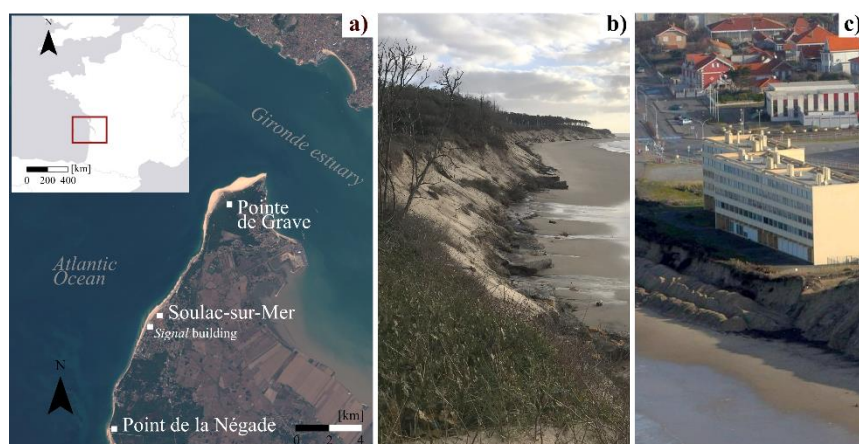 a)
N
[km]
0 200 400
Gironde estuary
Pointe
de Grave
Atlantic
Ocean
Soulac-sur-Mer
Signal building
N
Point de la Négade
[km]
0 2 4
b)
c)